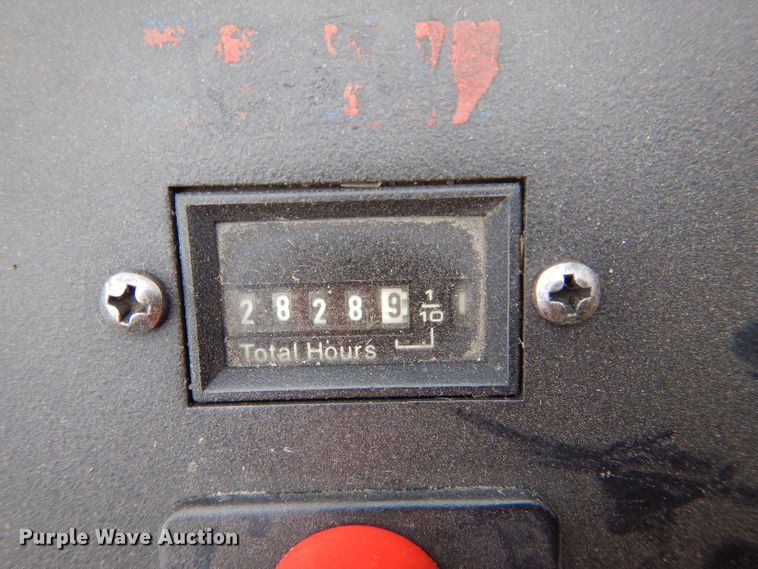 28289 1/10
Total Hours
Purple Wave Auction®